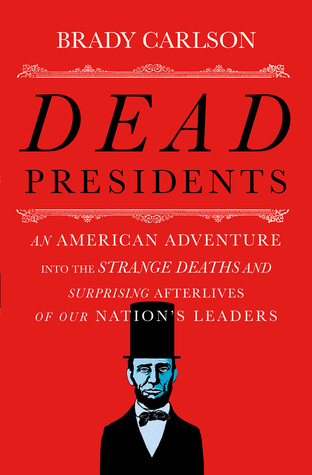 BRADY CARLSON
DEAD
PRESIDENTS
AN AMERICAN ADVENTURE
INTO THE STRANGE DEATHS AND
SURPRISING AFTERLIVES
OF OUR NATION'S LEADERS